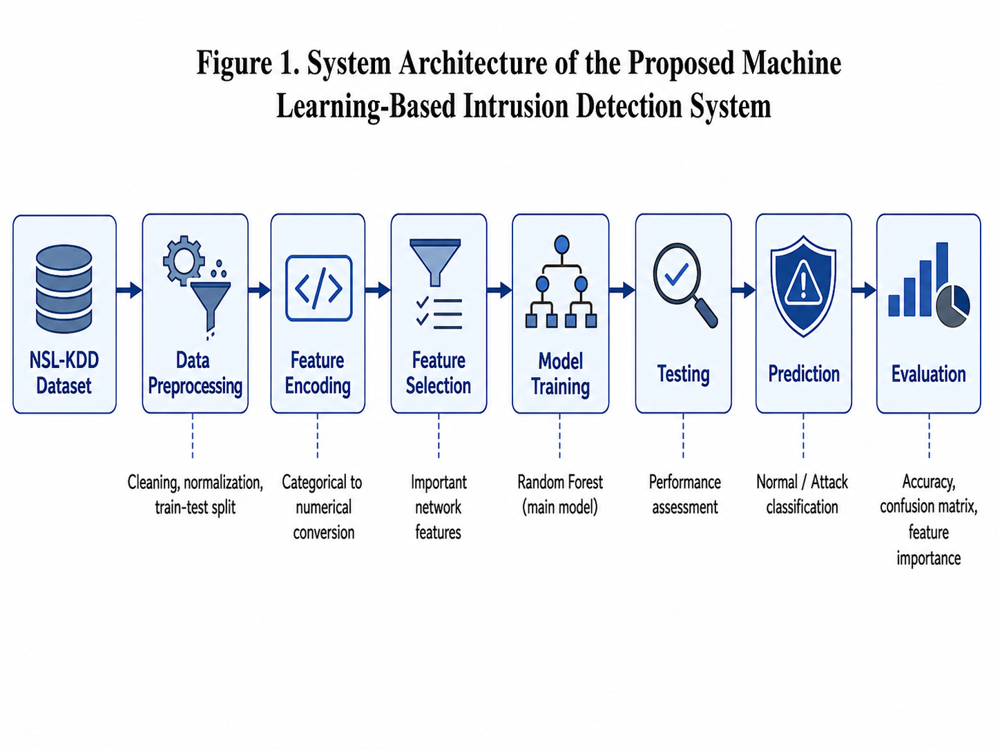 Figure 1. System Architecture of the Proposed Machine
Learning-Based Intrusion Detection System
NSL-KDD
Dataset
Data
Preprocessing
Feature
Encoding
Feature
Selection
Model
Training
Testing
Prediction
Evaluation
Cleaning, normalization,
train-test split
Categorical to
numerical
conversion
Important
network
features
Random Forest
(main model)
Performance
assessment
Normal / Attack
classification
Accuracy,
confusion matrix,
feature
importance